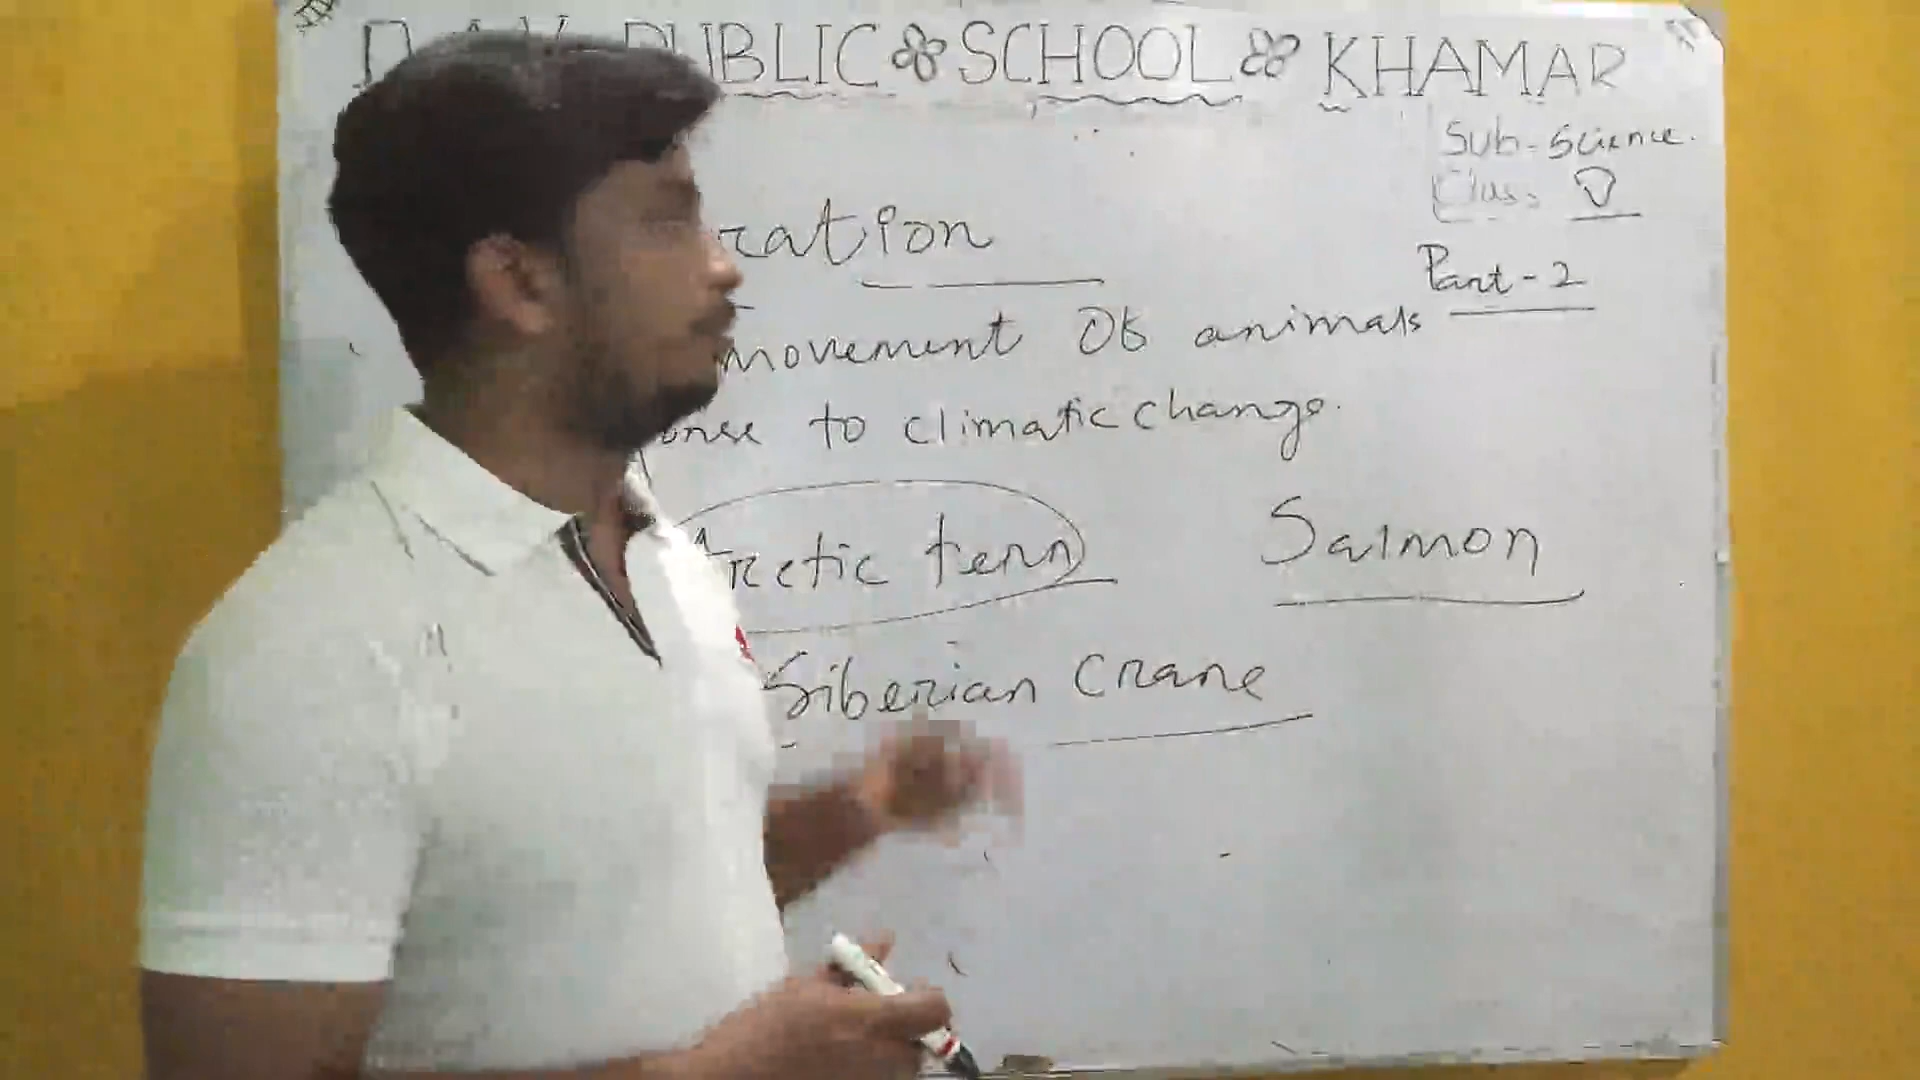 PUBLIC SCHOOL KHAMAR
Sub-Science.
Class V
Part-2
ration
movement Of animals
onse to climatic change.
Arctic tern Salmon
Siberian Crane